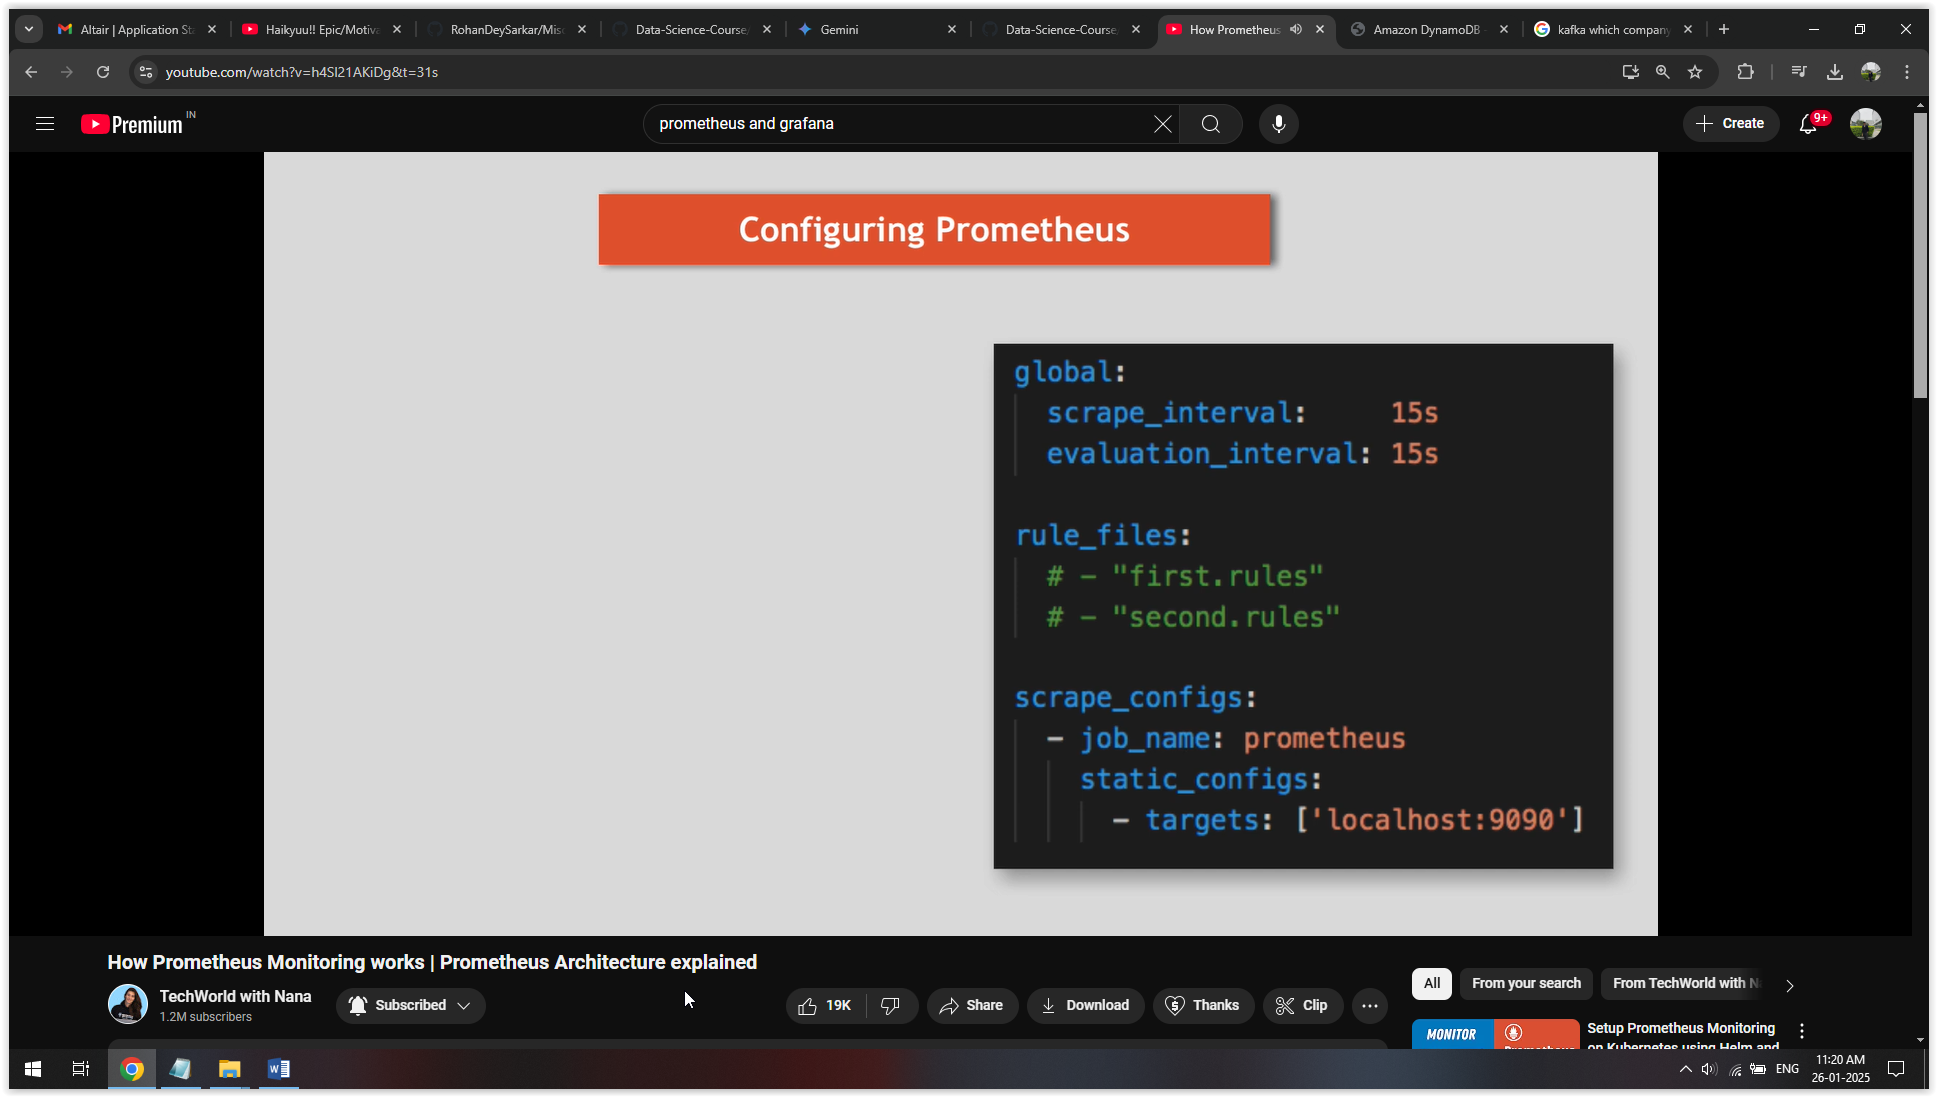 Altair | Application Sta
Haikyuu!! Epic/Motiva
RohanDeySarkar/Misc
Data-Science-Course/
Gemini
Data-Science-Course/
How Prometheus
Amazon DynamoDB
kafka which company
youtube.com/watch?v=h4Sl21AKiDg&t=31s
Premium IN
prometheus and grafana
Create
9+
Configuring Prometheus
global:
scrape_interval: 15s
evaluation_interval: 15s
rule_files:
# - "first.rules"
# - "second.rules"
scrape_configs:
- job_name: prometheus
static_configs:
- targets: ['localhost:9090']
How Prometheus Monitoring works | Prometheus Architecture explained
TechWorld with Nana
1.2M subscribers
Subscribed
19K
Share
Download
Thanks
Clip
All
From your search
From TechWorld with Na
MONITOR
Setup Prometheus Monitoring
on Kubernetes using Helm and
ENG
11:20 AM
26-01-2025